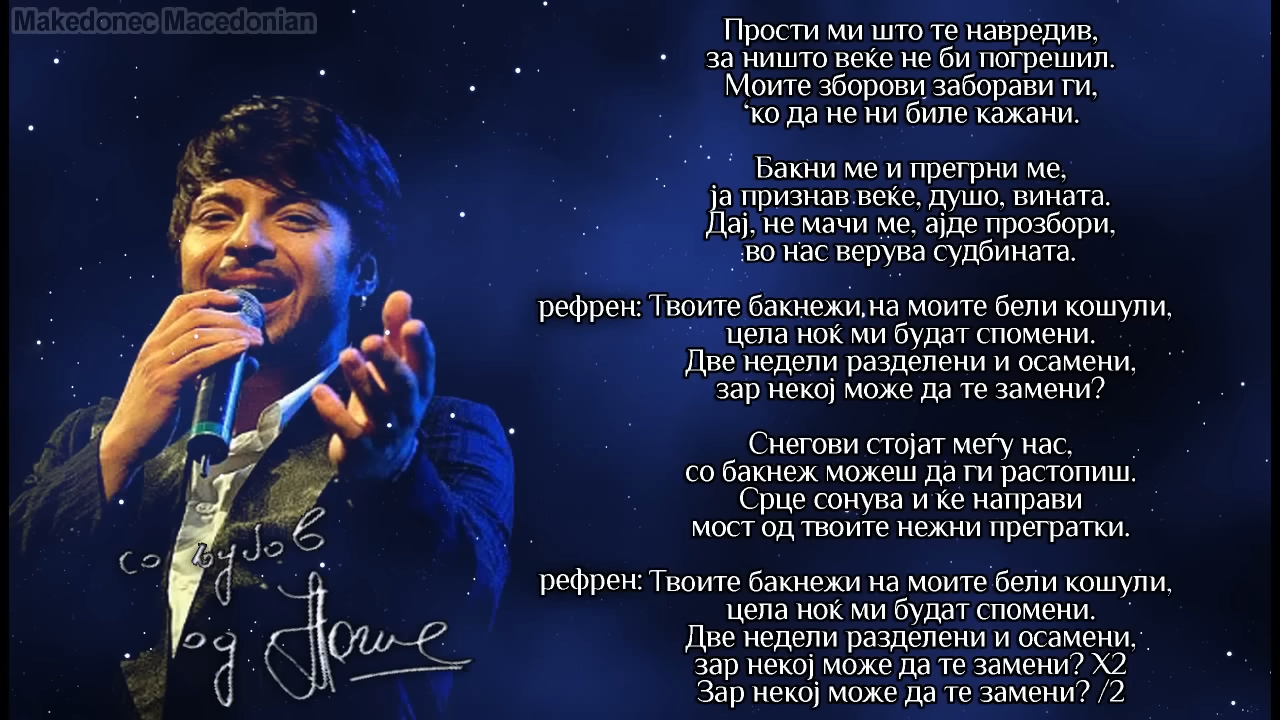 Makedonec Macedonian
Прости ми што те навредив,
за ништо веќе не би погрешил.
Моите зборови заборави ги,
‘ко да не ни биле кажани.
Бакни ме и прегрни ме,
ја признав веќе, душо, вината.
Дај, не мачи ме, ајде прозбори,
во нас верува судбината.
рефрен: Твоите бакнежи на моите бели кошули,
цела ноќ ми будат спомени.
Две недели разделени и осамени,
зар некој може да те замени?
Снегови стојат меѓу нас,
со бакнеж можеш да ги растопиш.
Срце сонува и ќе направи
мост од твоите нежни прегратки.
рефрен: Твоите бакнежи на моите бели кошули,
цела ноќ ми будат спомени.
Две недели разделени и осамени,
зар некој може да те замени? X2
Зар некој може да те замени? /2
со љубов
од Тоше